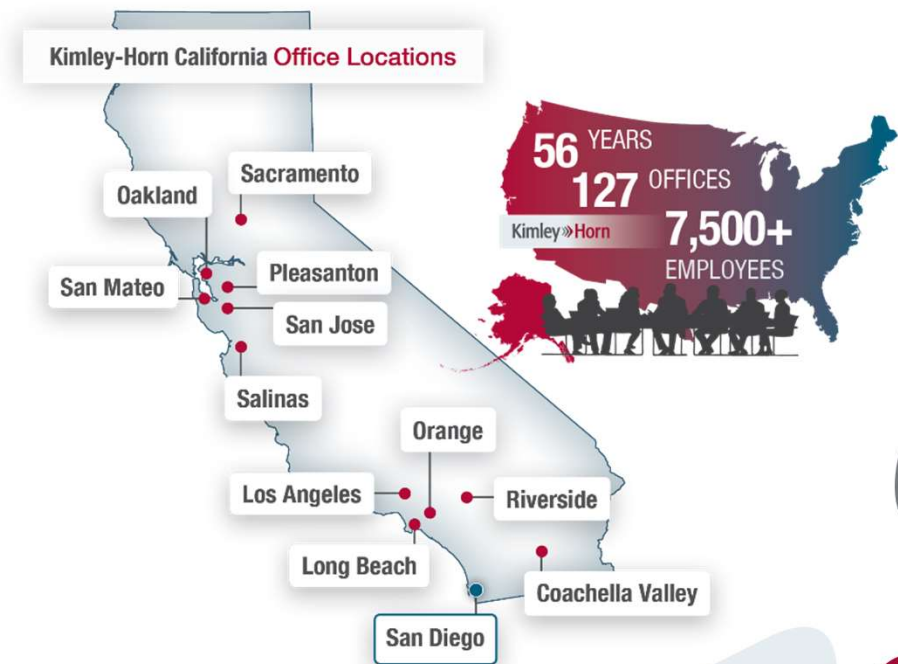 Kimley-Horn California Office Locations
56 YEARS
127 OFFICES
Kimley»Horn
7,500+
EMPLOYEES
Sacramento
Oakland
Pleasanton
San Mateo
San Jose
Salinas
Orange
Los Angeles
Riverside
Long Beach
Coachella Valley
San Diego